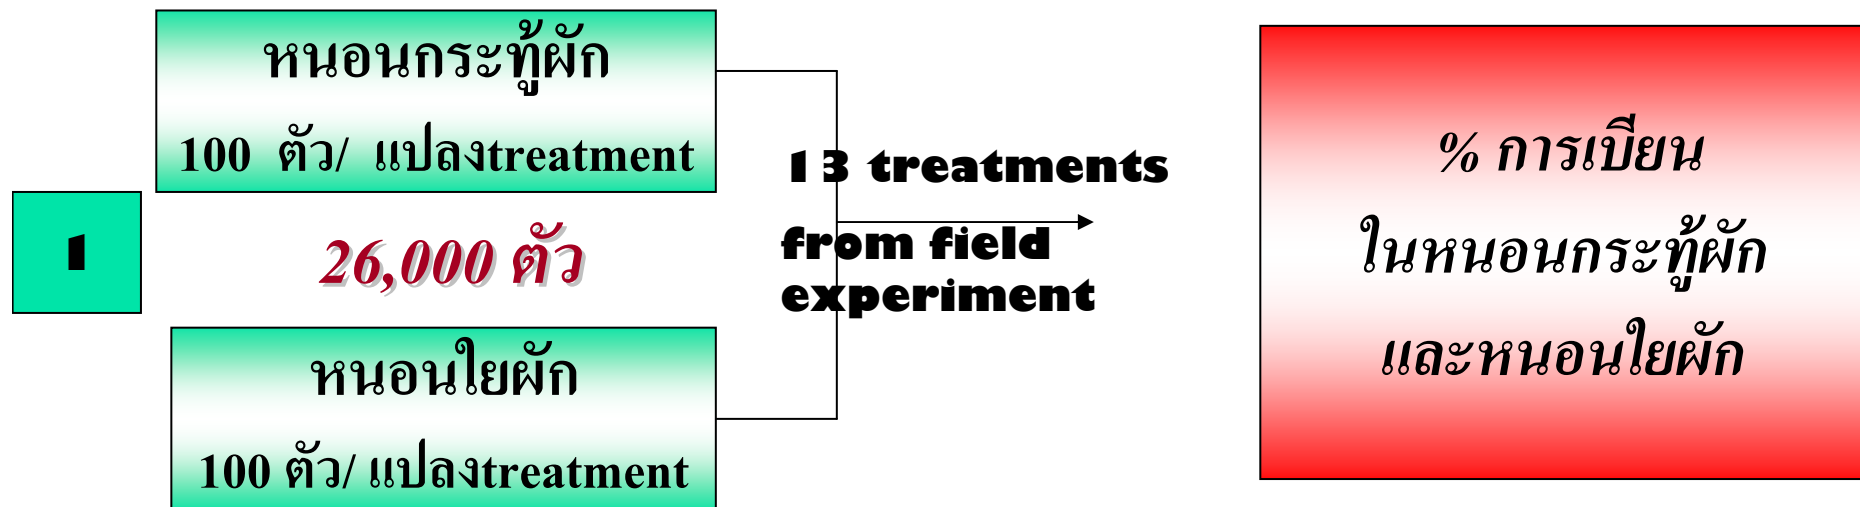 1
หนอนกระทู้ผัก
100 ตัว/ แปลงtreatment
26,000 ตัว
หนอนใยผัก
100 ตัว/ แปลงtreatment
13 treatments
from field
experiment
% การเบียน
ในหนอนกระทู้ผัก
และหนอนใยผัก